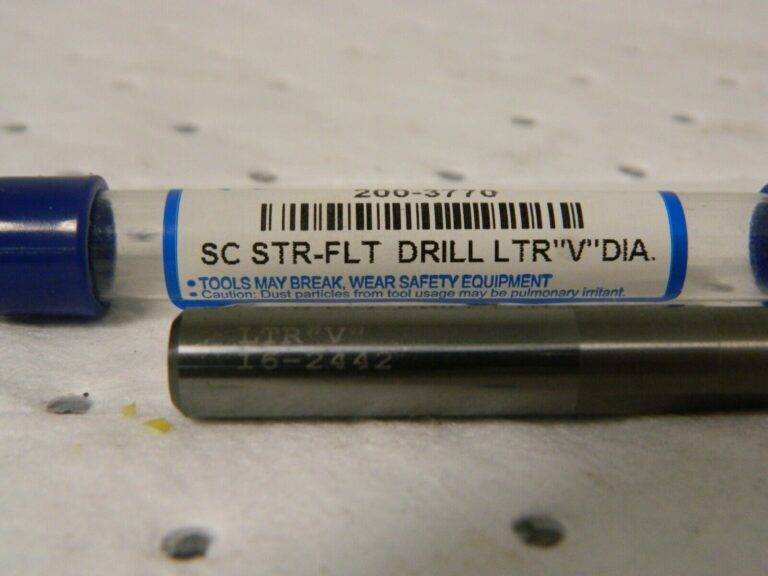 200-3770
SC STR-FLT DRILL LTR"V"DIA.
• TOOLS MAY BREAK, WEAR SAFETY EQUIPMENT
• Caution: Dust particles from tool usage may be pulmonary irritant.
LTR"V"
16-2442